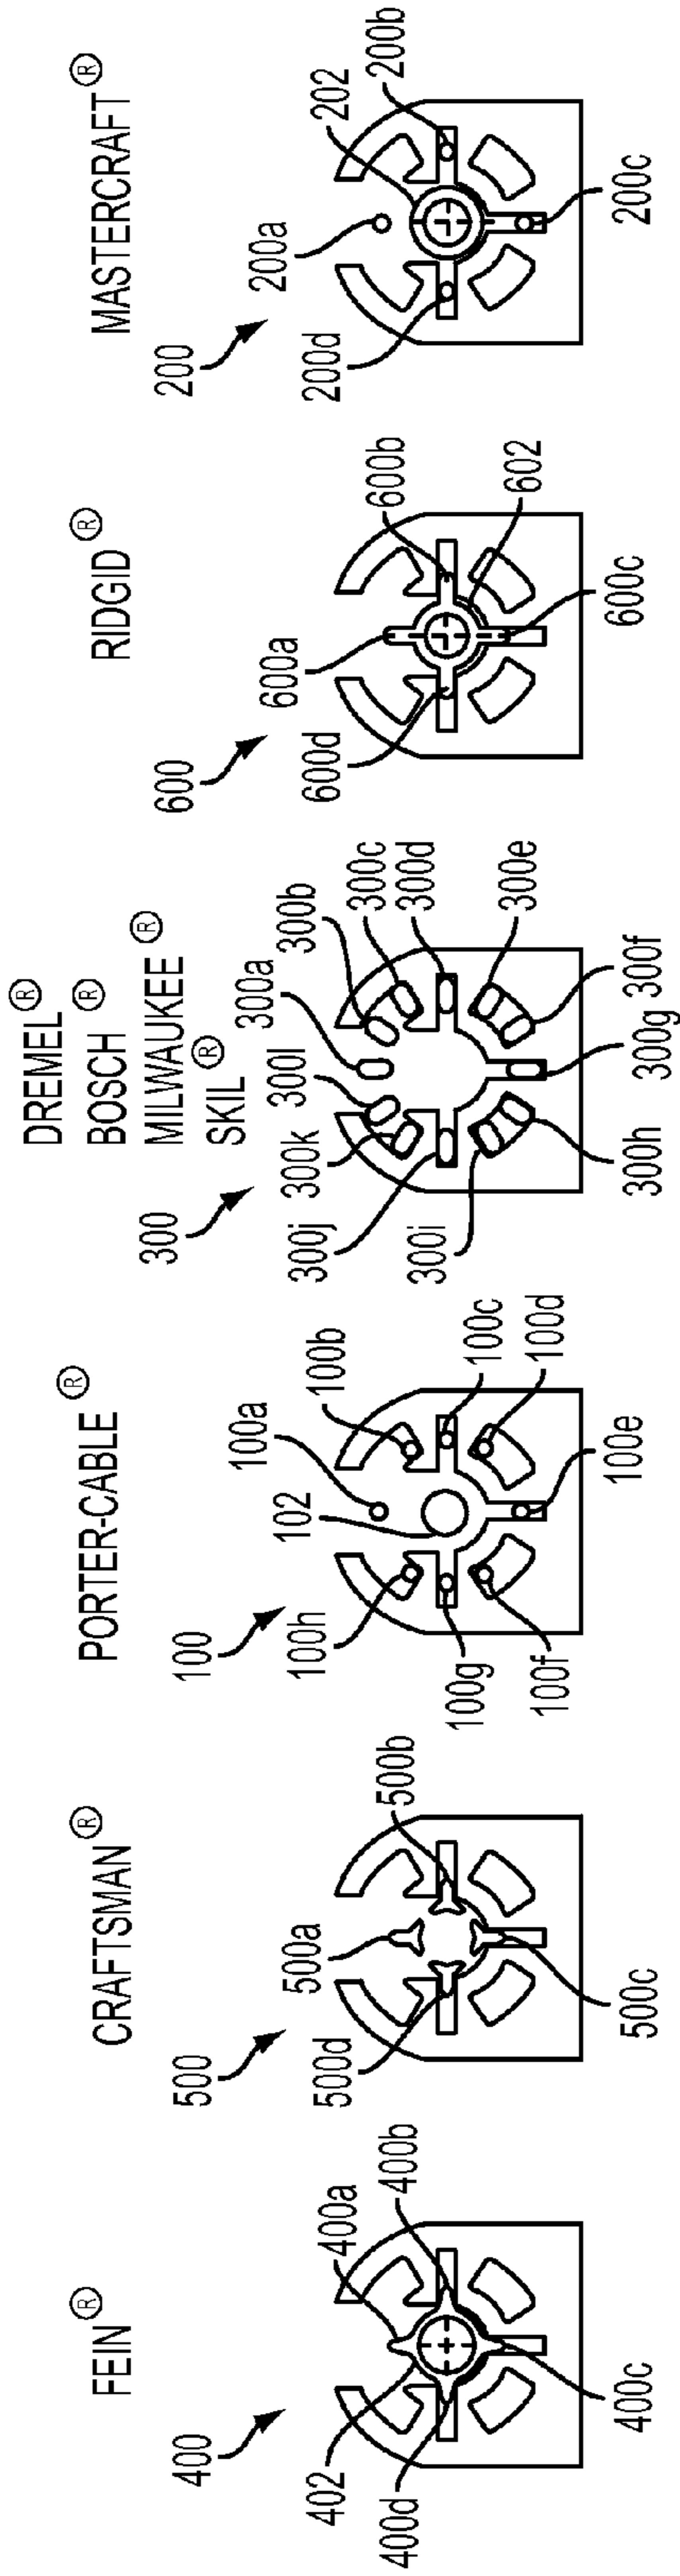 FEIN®
400
402
400a
400b
400c
400d
CRAFTSMAN®
500
500a
500b
500c
500d
PORTER-CABLE®
100
102
100a
100b
100c
100d
100e
100f
100g
100h
DREMEL®
BOSCH®
MILWAUKEE®
SKIL®
300
300a
300b
300c
300d
300e
300f
300g
300h
300i
300j
300k
300l
RIDGID®
600
600a
600b
602
600c
600d
MASTERCRAFT®
200
200a
202
200b
200c
200d